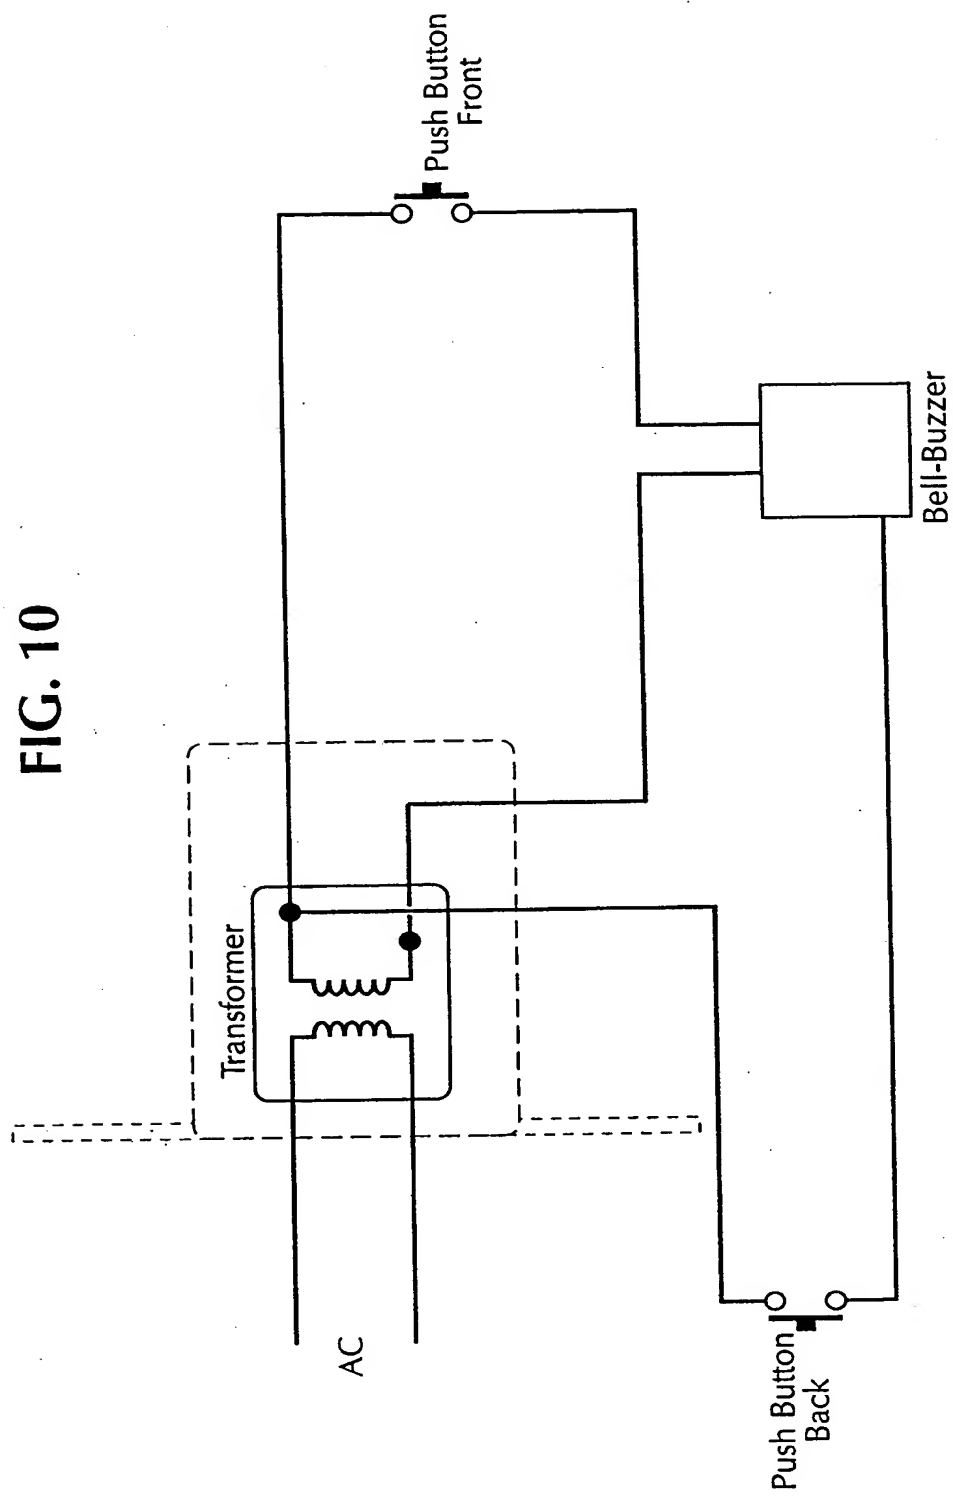 FIG. 10
Transformer
AC
Push Button
Front
Bell-Buzzer
Push Button
Back